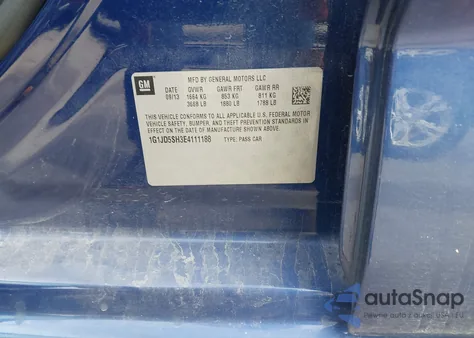 GM
MFD BY GENERAL MOTORS LLC
DATE GVWR GAWR FRT GAWR RR
09/13 1664 KG 853 KG 811 KG
3668 LB 1880 LB 1788 LB
THIS VEHICLE CONFORMS TO ALL APPLICABLE U.S. FEDERAL MOTOR
VEHICLE SAFETY, BUMPER, AND THEFT PREVENTION STANDARDS IN
EFFECT ON THE DATE OF MANUFACTURE SHOWN ABOVE.
1G1JD5SH3E4111188 TYPE: PASS CAR
autoSnap